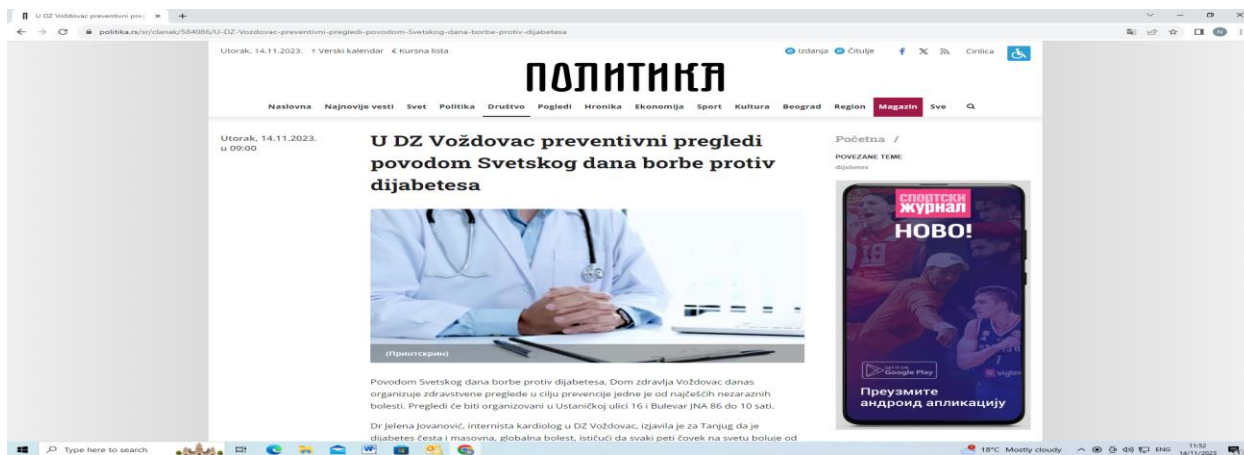 U DZ Voždovac preventivni preg
politika.rs/sr/clanak/584086/U-DZ-Vozdovac-preventivni-pregledi-povodom-Svetskog-dana-borbe-protiv-dijabetesa
Utorak, 14.11.2023. Verski kalendar € Kursna lista
Izdanja Čitulje Ćirilica
ПОЛИТИКА
Naslovna Najnovije vesti Svet Politika Društvo Pogledi Hronika Ekonomija Sport Kultura Beograd Region Magazin Sve
Utorak, 14.11.2023.
u 09:00
U DZ Voždovac preventivni pregledi
povodom Svetskog dana borbe protiv
dijabetesa
(Принтскрин)
Povodom Svetskog dana borbe protiv dijabetesa, Dom zdravlja Voždovac danas
organizuje zdravstvene preglede u cilju prevencije jedne je od najčešćih nezaraznih
bolesti. Pregledi će biti organizovani u Ustaničkoj ulici 16 i Bulevar JNA 86 do 10 sati.
Dr Jelena Jovanović, internista kardiolog u DZ Voždovac, izjavila je za Tanjug da je
dijabetes česta i masovna, globalna bolest, ističući da svaki peti čovek na svetu boluje od
Početna /
POVEZANE TEME
dijabetes
СПОРТСКИ
журнал
НОВО!
GET IT ON
Google Play
Преузмите
андроид апликацију
Type here to search
18°C Mostly cloudy
ENG
11:52
14/11/2023